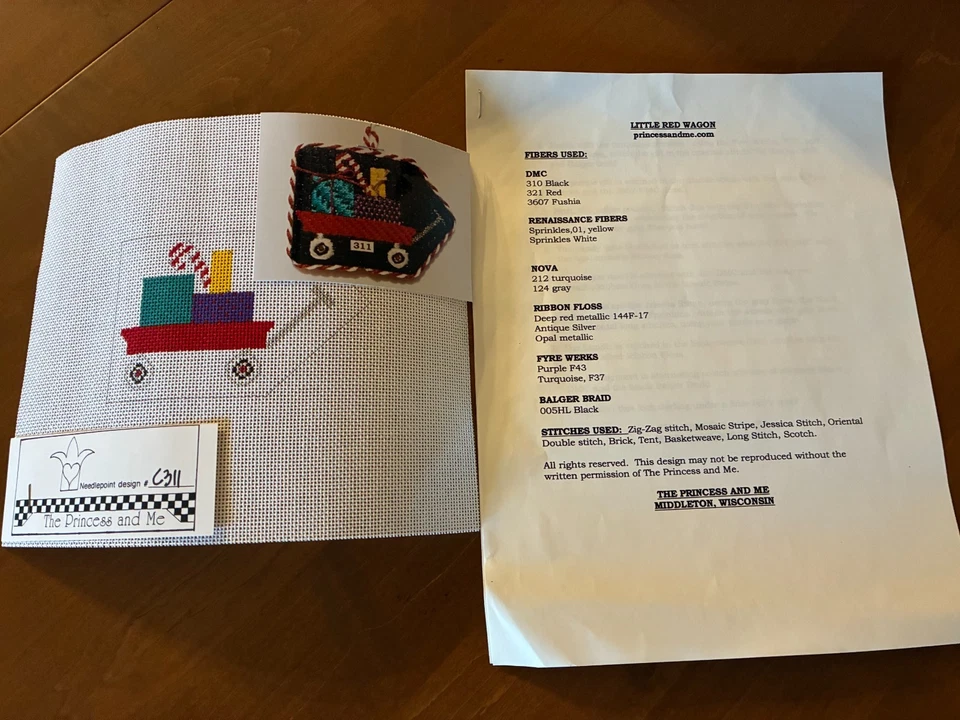 311
Needlepoint design # C311
The Princess and Me
LITTLE RED WAGON
princessandme.com
FIBERS USED:
DMC
310 Black
321 Red
3607 Fushia
RENAISSANCE FIBERS
Sprinkles,01, yellow
Sprinkles White
NOVA
212 turquoise
124 gray
RIBBON FLOSS
Deep red metallic 144F-17
Antique Silver
Opal metallic
FYRE WERKS
Purple F43
Turquoise, F37
BALGER BRAID
005HL Black
STITCHES USED: Zig-Zag stitch, Mosaic Stripe, Jessica Stitch, Oriental
Double stitch, Brick, Tent, Basketweave, Long Stitch, Scotch.
All rights reserved. This design may not be reproduced without the
written permission of The Princess and Me.
THE PRINCESS AND ME
MIDDLETON, WISCONSIN